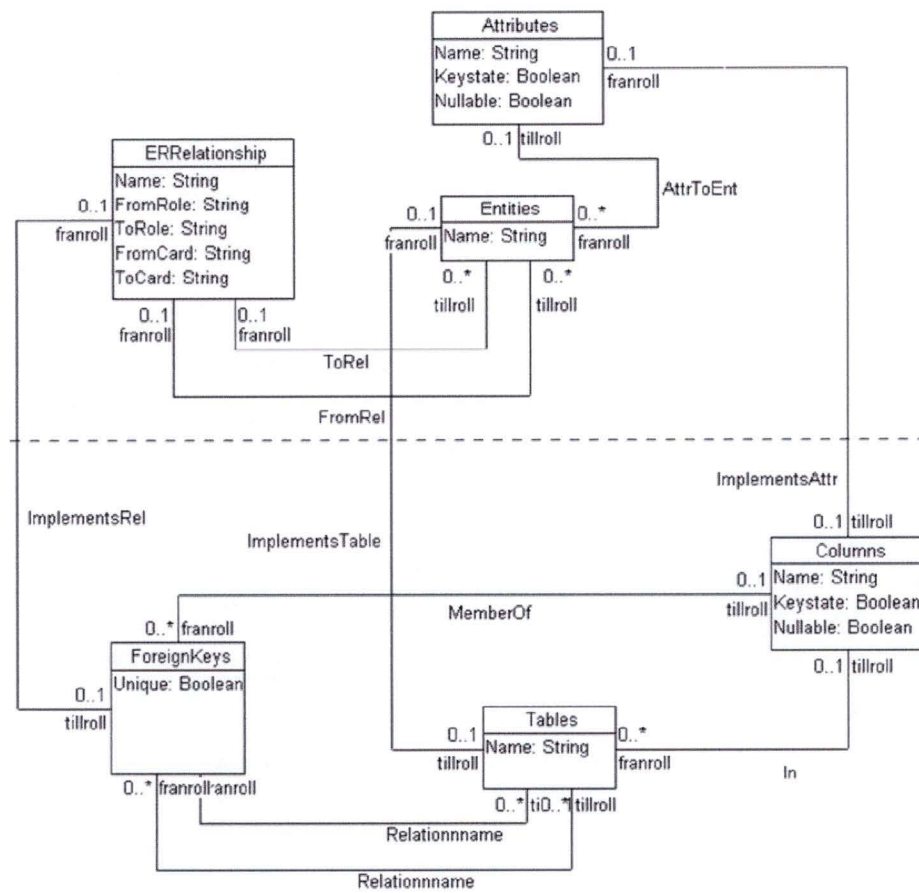 Attributes
Name: String
Keystate: Boolean
Nullable: Boolean
0..1
franroll
0..1 tillroll
AttrToEnt
ERRelationship
Name: String
FromRole: String
ToRole: String
FromCard: String
ToCard: String
0..1
franroll
0..1
franroll
0..1
franroll
Entities
Name: String
0..1
franroll
0..*
franroll
0..*
tillroll
0..*
tillroll
ToRel
FromRel
ImplementsRel
ImplementsTable
ImplementsAttr
0..1 tillroll
Columns
Name: String
Keystate: Boolean
Nullable: Boolean
0..1
tillroll
0..1 tillroll
MemberOf
0..* franroll
ForeignKeys
Unique: Boolean
0..1
tillroll
0..* franroll ranroll
Tables
Name: String
0..1
tillroll
0..*
franroll
In
0..* ti0..* tillroll
Relationnname
Relationnname